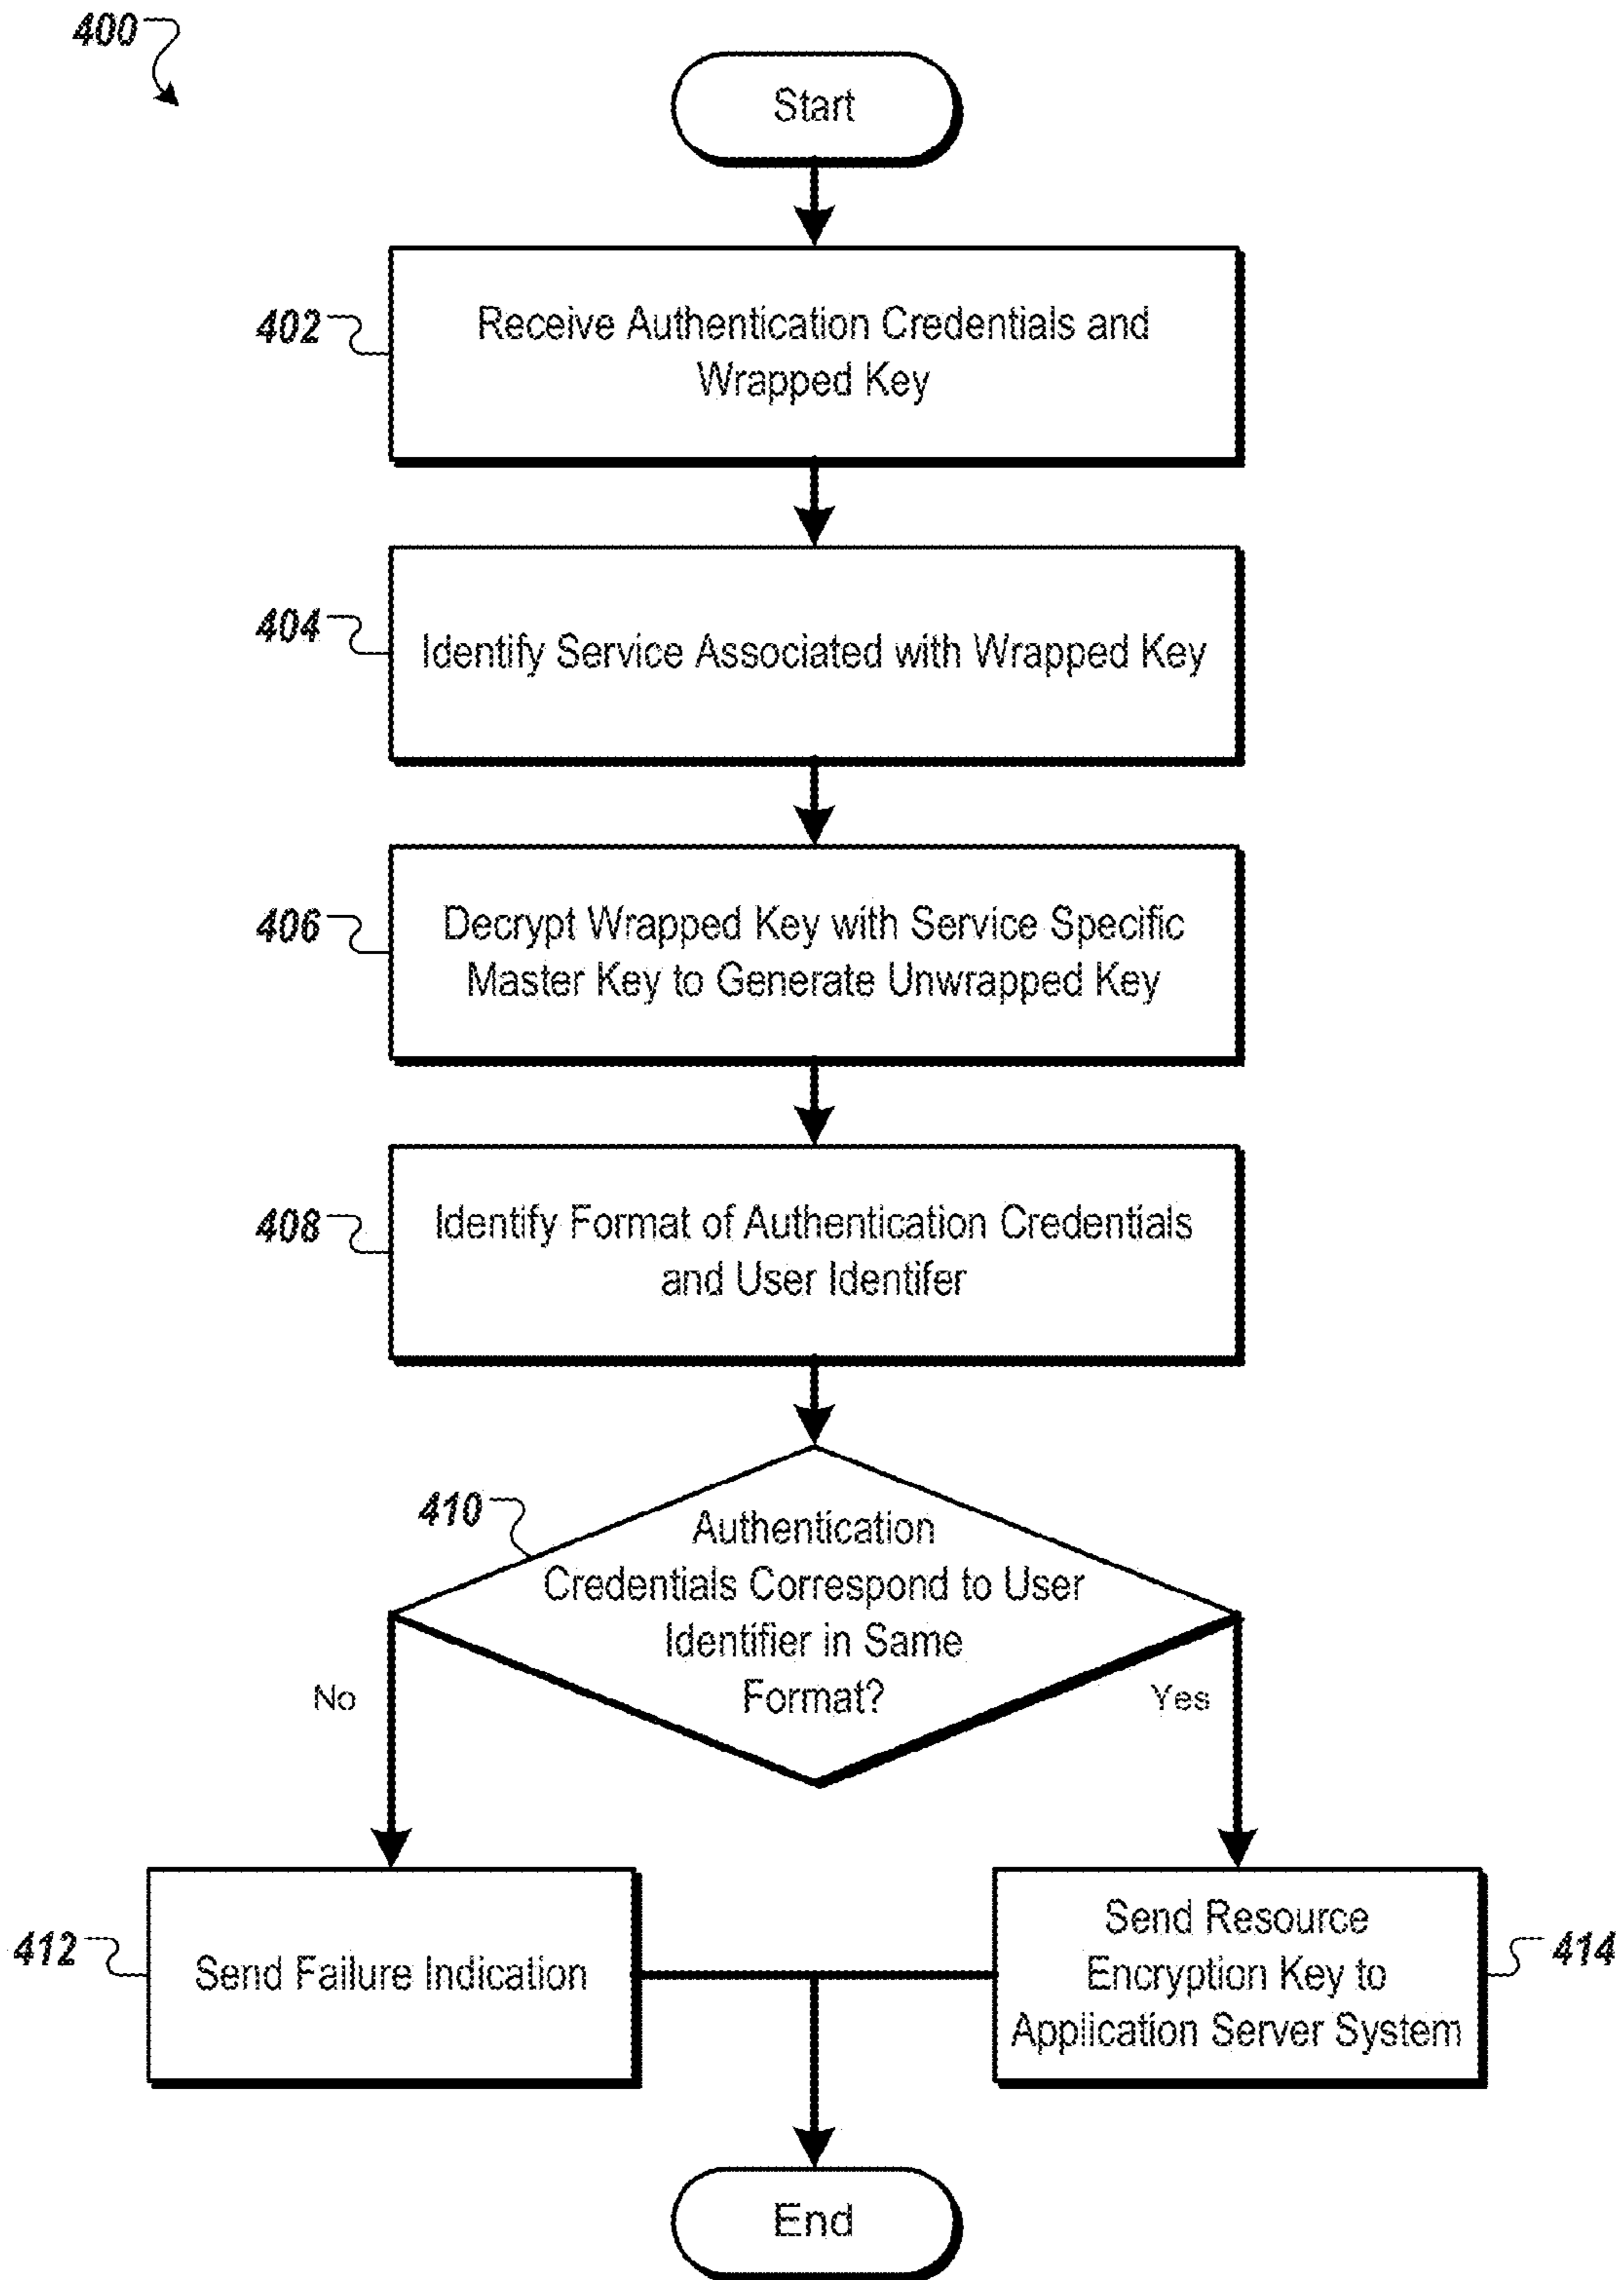 400
Start
402
Receive Authentication Credentials and
Wrapped Key
404
Identify Service Associated with Wrapped Key
406
Decrypt Wrapped Key with Service Specific
Master Key to Generate Unwrapped Key
408
Identify Format of Authentication Credentials
and User Identifer
410
Authentication
Credentials Correspond to User
Identifier in Same
Format?
No
Yes
412
Send Failure Indication
Send Resource
Encryption Key to
Application Server System
414
End